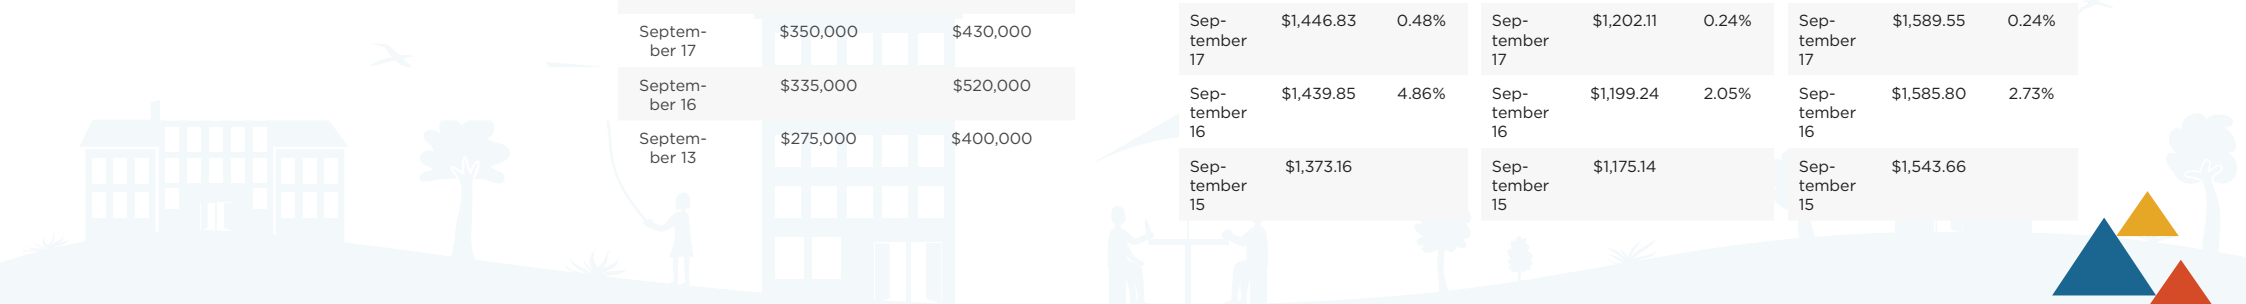 Septem-
ber 17 $350,000 $430,000
Septem-
ber 16 $335,000 $520,000
Septem-
ber 13 $275,000 $400,000
Sep- $1,446.83 0.48%
tember
17
Sep- $1,439.85 4.86%
tember
16
Sep- $1,373.16
tember
15
Sep- $1,202.11 0.24%
tember
17
Sep- $1,199.24 2.05%
tember
16
Sep- $1,175.14
tember
15
Sep- $1,589.55 0.24%
tember
17
Sep- $1,585.80 2.73%
tember
16
Sep- $1,543.66
tember
15